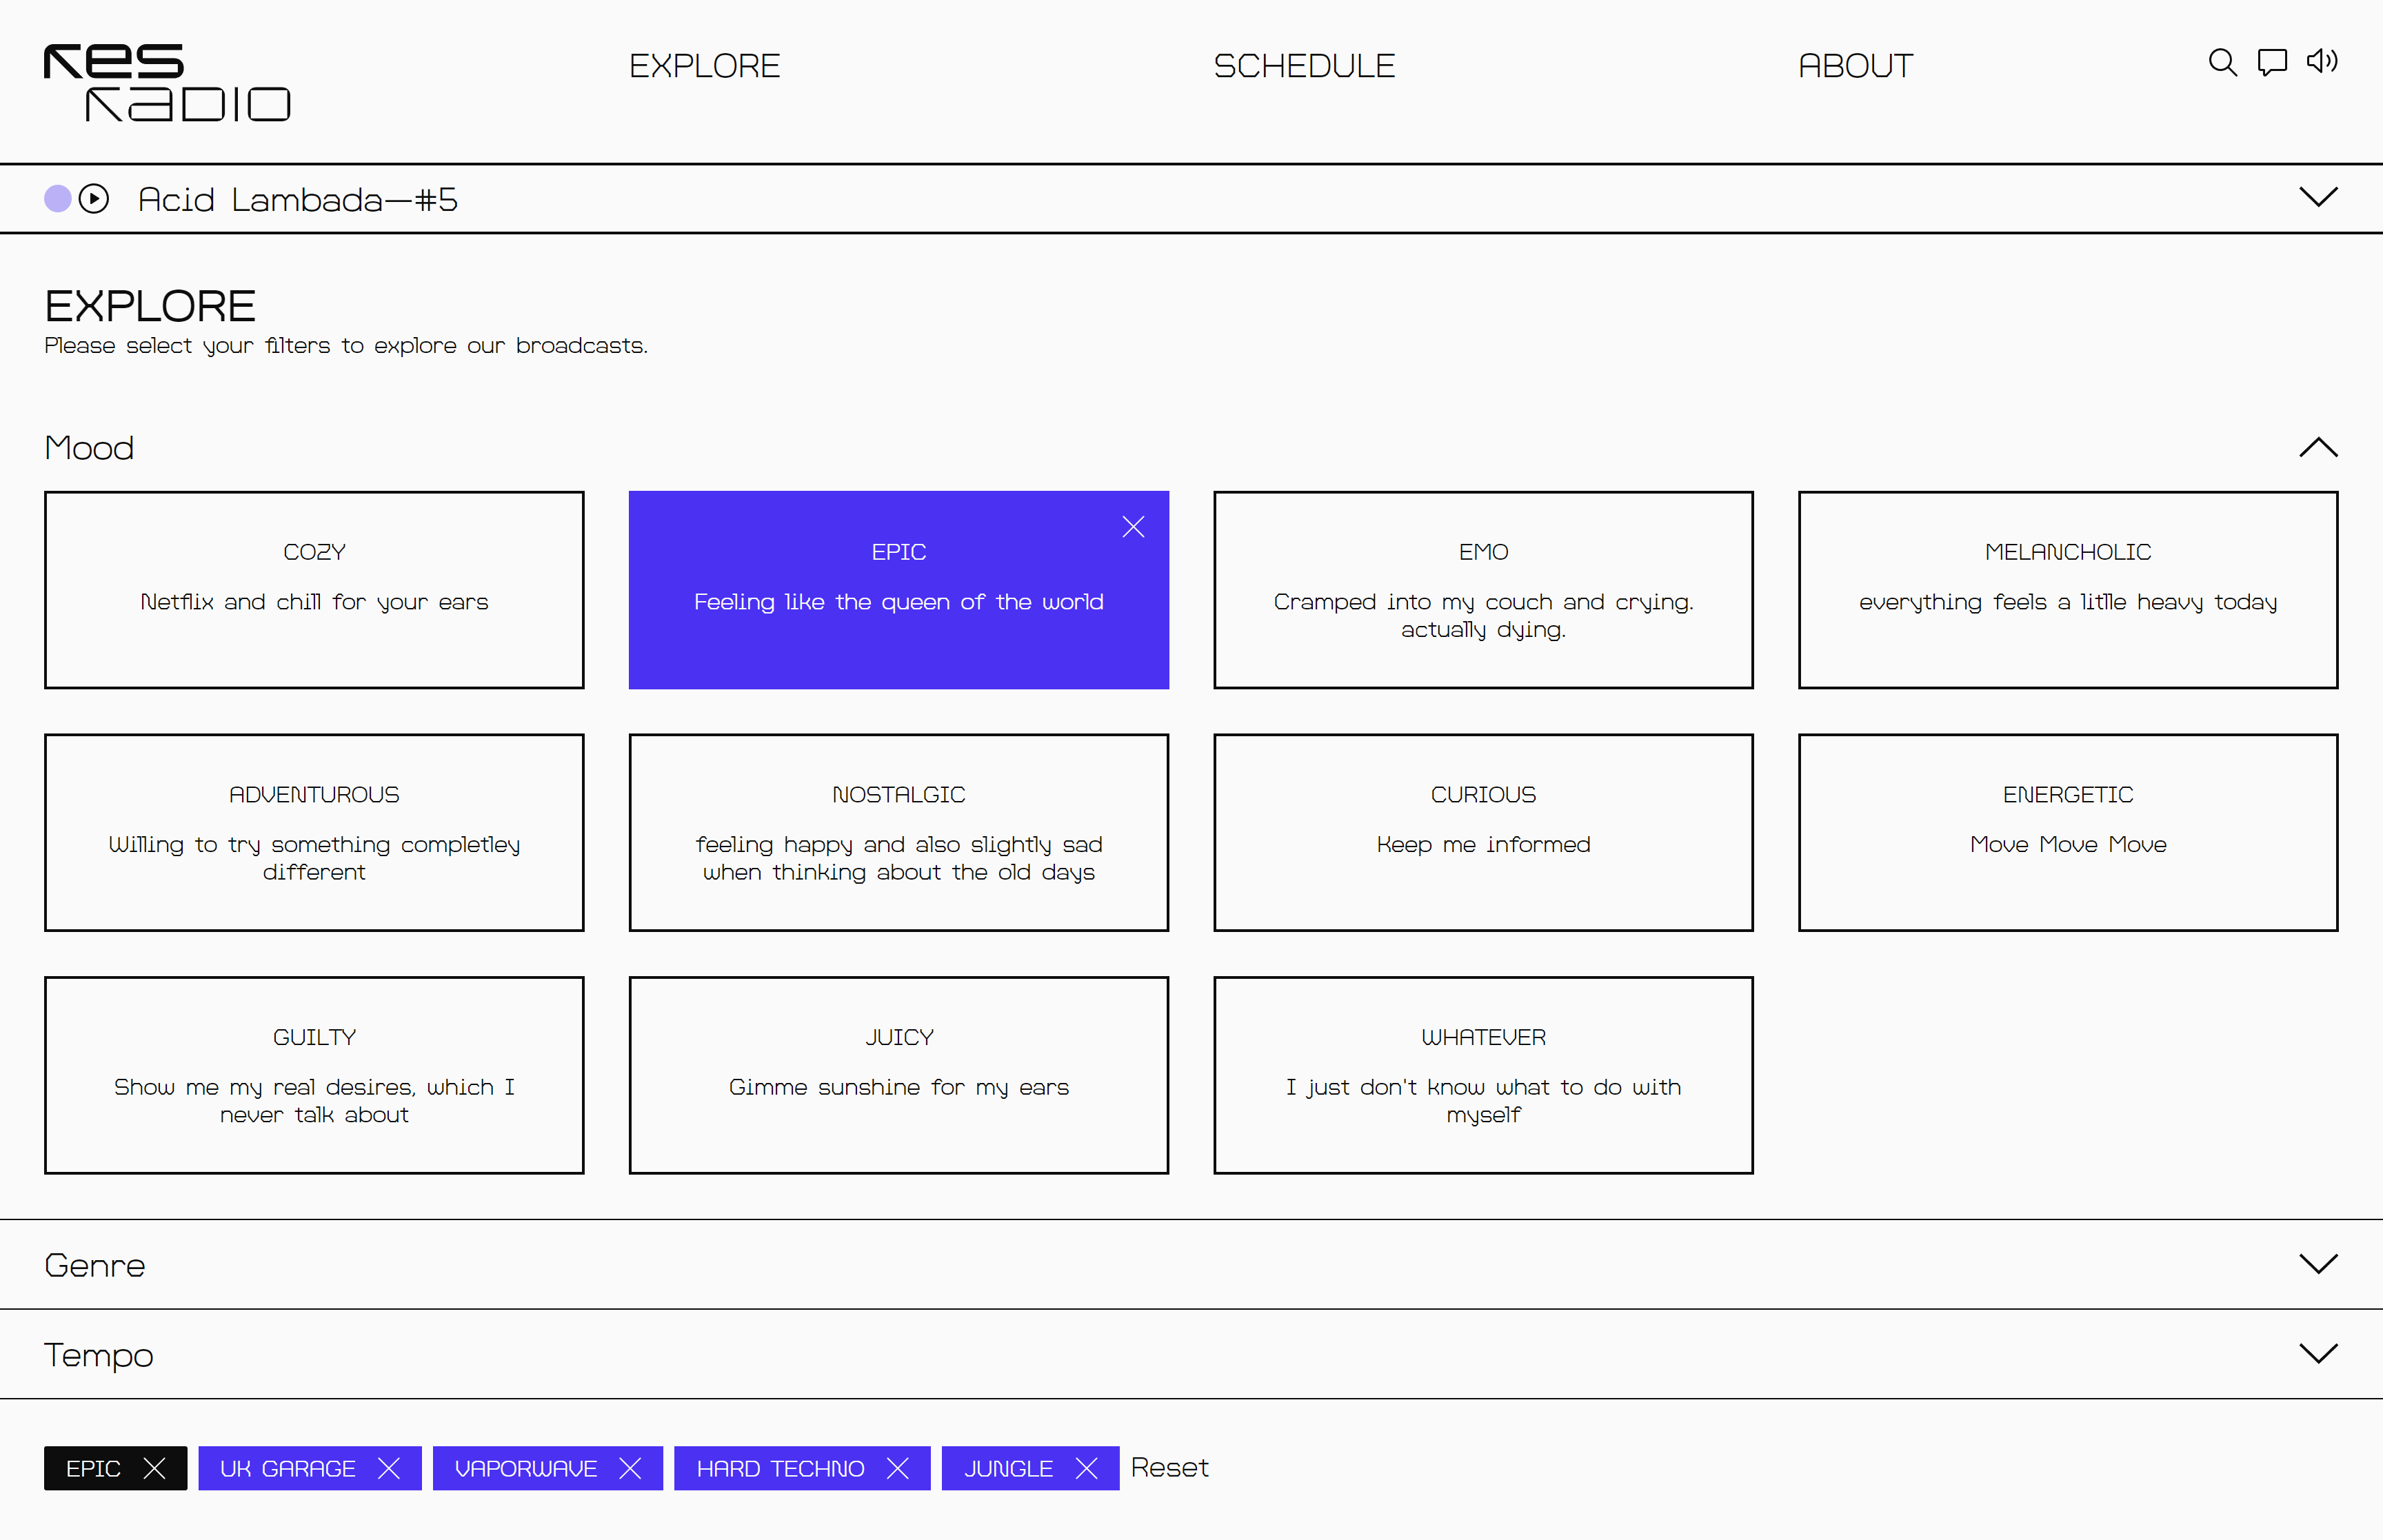 res
radio
EXPLORE
SCHEDULE
ABOUT
Acid Lambada—#5
EXPLORE
Please select your filters to explore our broadcasts.
Mood
COZY
Netflix and chill for your ears
EPIC
Feeling like the queen of the world
EMO
Cramped into my couch and crying.
actually dying.
MELANCHOLIC
everything feels a little heavy today
ADVENTUROUS
Willing to try something completley
different
NOSTALGIC
feeling happy and also slightly sad
when thinking about the old days
CURIOUS
Keep me informed
ENERGETIC
Move Move Move
GUILTY
Show me my real desires, which I
never talk about
JUICY
Gimme sunshine for my ears
WHATEVER
I just don't know what to do with
myself
Genre
Tempo
EPIC
UK GARAGE
VAPORWAVE
HARD TECHNO
JUNGLE
Reset